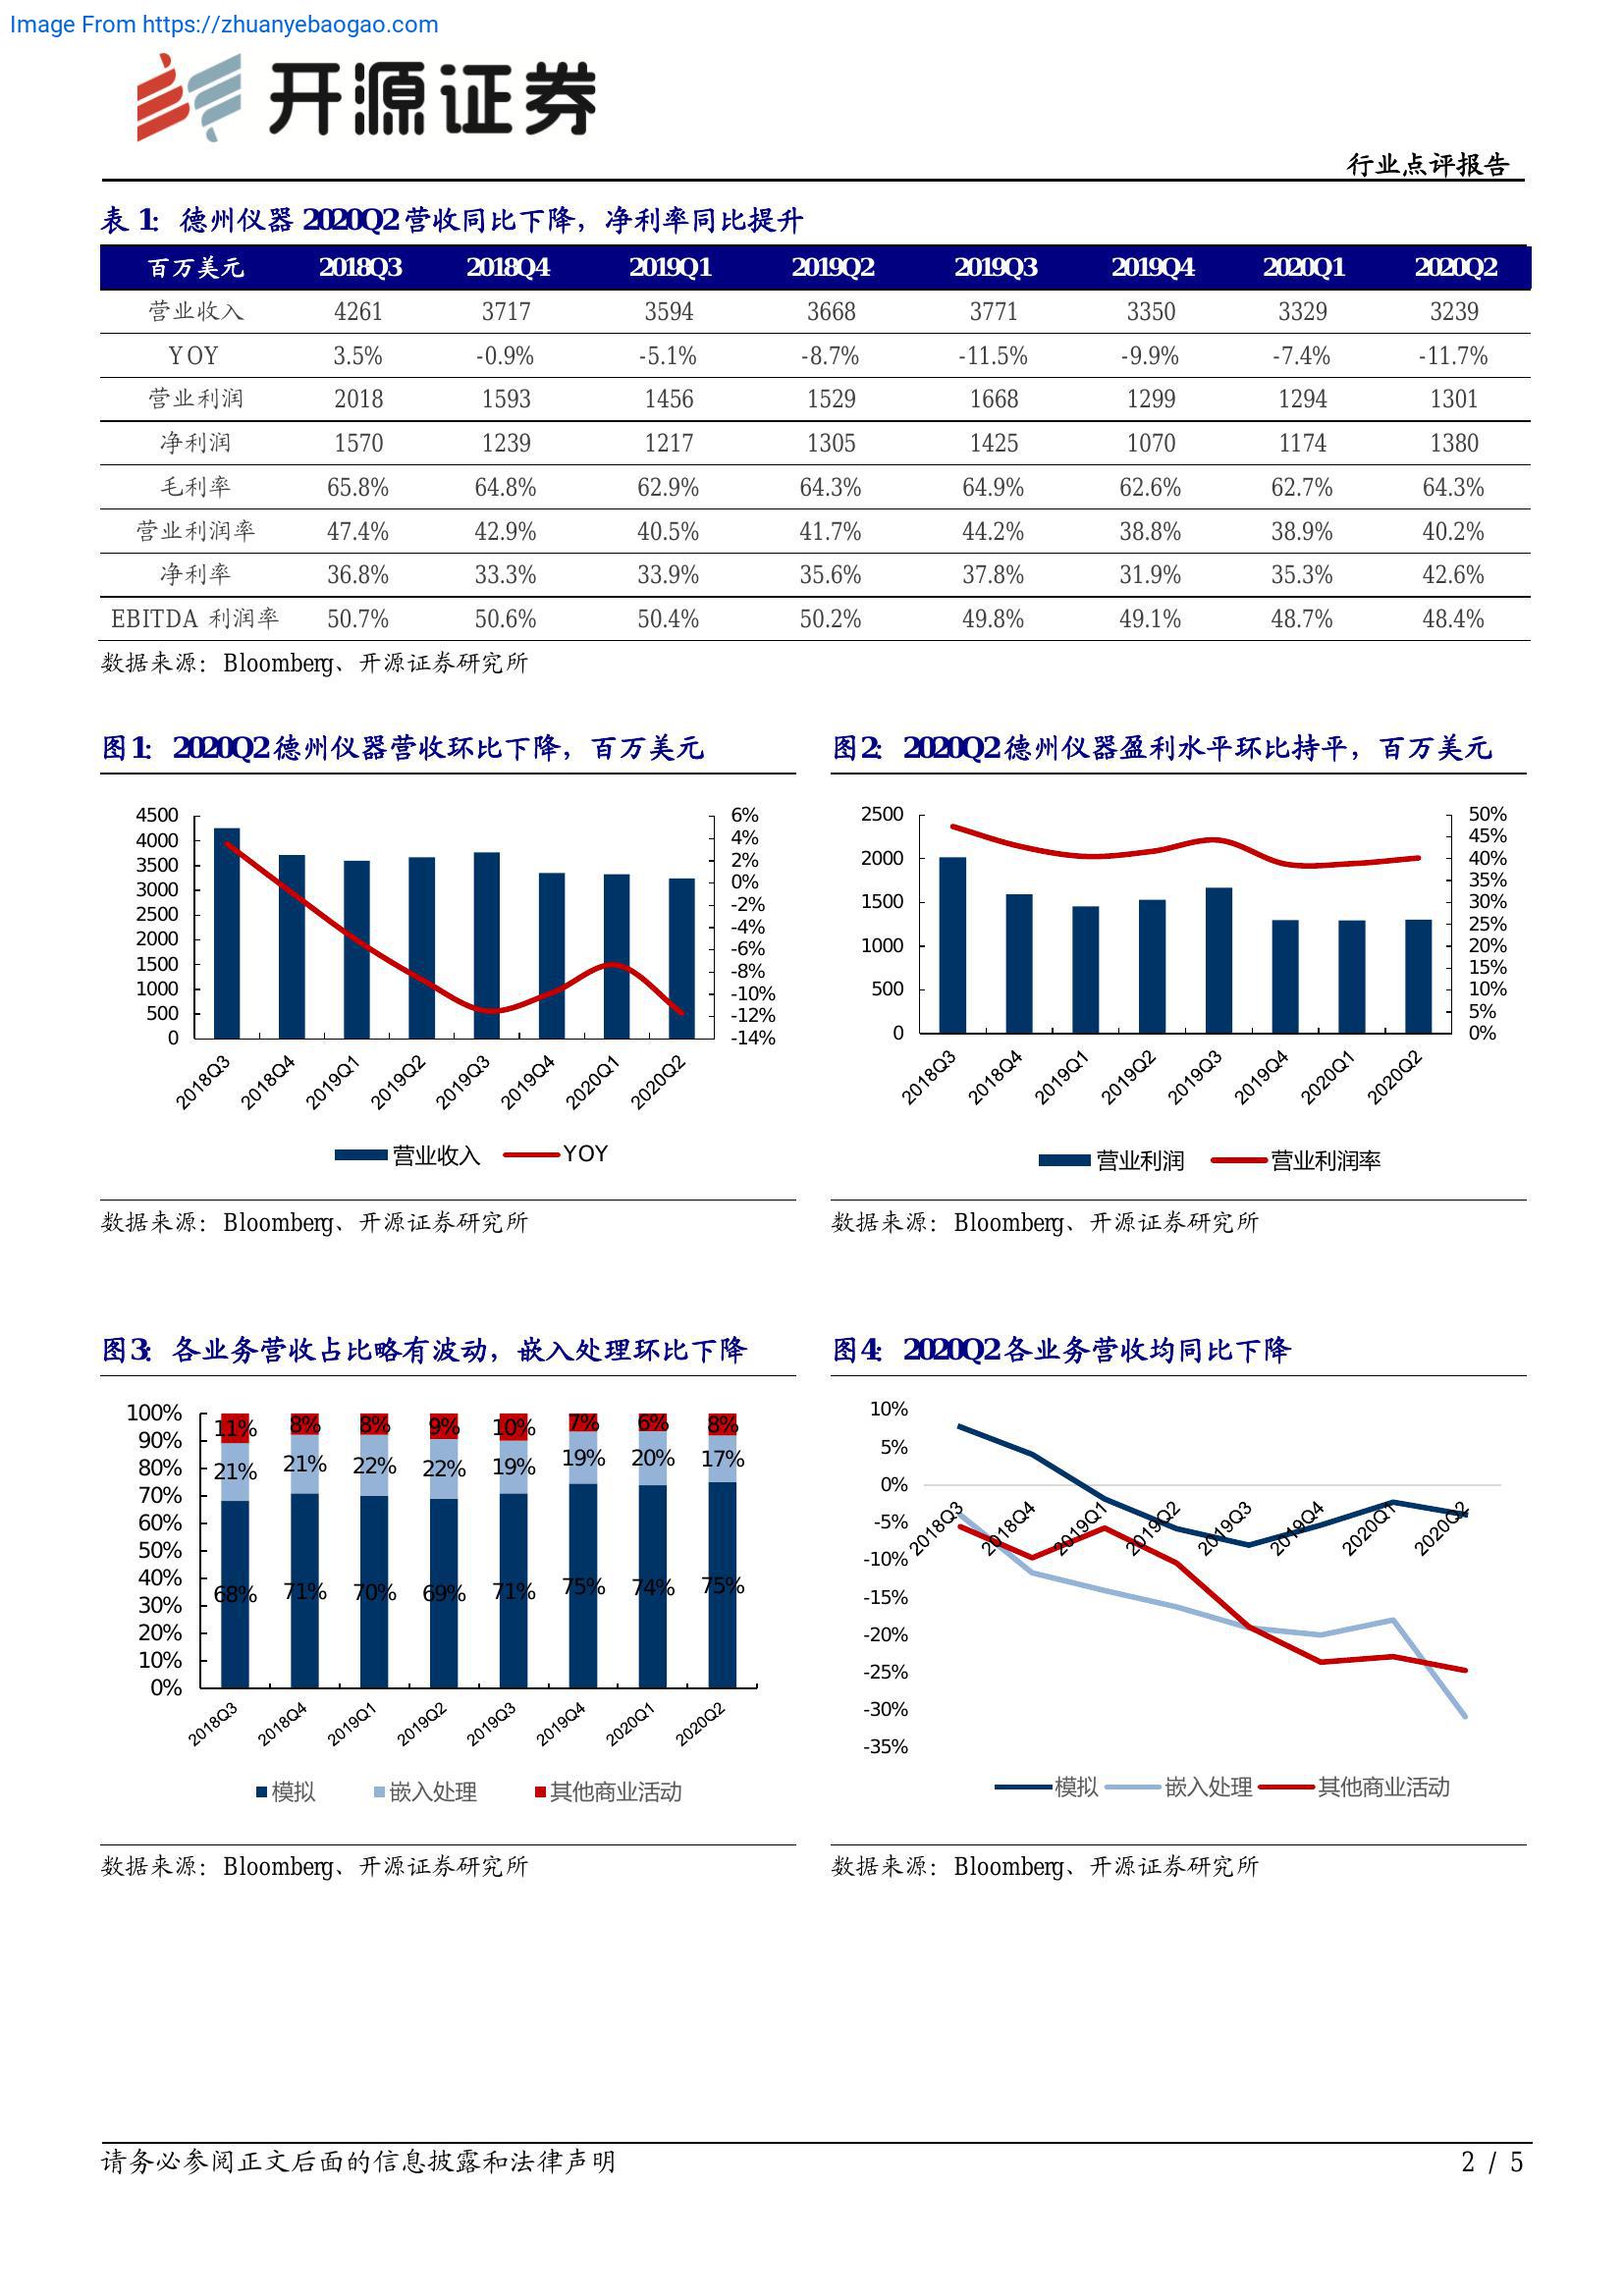 Image From https://zhuanyebaogao.com
开源证券
行业点评报告
表 1： 德州仪器 2020Q2 营收同比下降，净利率同比提升
百万美元 2018Q3 2018Q4 2019Q1 2019Q2 2019Q3 2019Q4 2020Q1 2020Q2
营业收入 4261 3717 3594 3668 3771 3350 3329 3239
YOY 3.5% -0.9% -5.1% -8.7% -11.5% -9.9% -7.4% -11.7%
营业利润 2018 1593 1456 1529 1668 1299 1294 1301
净利润 1570 1239 1217 1305 1425 1070 1174 1380
毛利率 65.8% 64.8% 62.9% 64.3% 64.9% 62.6% 62.7% 64.3%
营业利润率 47.4% 42.9% 40.5% 41.7% 44.2% 38.8% 38.9% 40.2%
净利率 36.8% 33.3% 33.9% 35.6% 37.8% 31.9% 35.3% 42.6%
EBITDA 利润率 50.7% 50.6% 50.4% 50.2% 49.8% 49.1% 48.7% 48.4%
数据来源：Bloomberg、开源证券研究所
图1： 2020Q2 德州仪器营收环比下降，百万美元
4500 6%
4000 4%
3500 2%
3000 0%
2500 -2%
2000 -4%
1500 -6%
1000 -8%
500 -10%
0 -12%
-14%
2018Q3 2018Q4 2019Q1 2019Q2 2019Q3 2019Q4 2020Q1 2020Q2
营业收入 YOY
数据来源：Bloomberg、开源证券研究所
图2： 2020Q2 德州仪器盈利水平环比持平，百万美元
2500 50%
2000 45%
1500 40%
1000 35%
500 30%
0 25%
20%
15%
10%
5%
0%
2018Q3 2018Q4 2019Q1 2019Q2 2019Q3 2019Q4 2020Q1 2020Q2
营业利润 营业利润率
数据来源：Bloomberg、开源证券研究所
图3： 各业务营收占比略有波动，嵌入处理环比下降
100%
90%
80%
70%
60%
50%
40%
30%
20%
10%
0%
11% 8% 8% 9% 10% 7% 6% 8%
21% 21% 22% 22% 19% 19% 20% 17%
68% 71% 70% 69% 71% 75% 74% 75%
2018Q3 2018Q4 2019Q1 2019Q2 2019Q3 2019Q4 2020Q1 2020Q2
模拟 嵌入处理 其他商业活动
数据来源：Bloomberg、开源证券研究所
图4： 2020Q2 各业务营收均同比下降
10%
5%
0%
-5%
-10%
-15%
-20%
-25%
-30%
-35%
2018Q3 2018Q4 2019Q1 2019Q2 2019Q3 2019Q4 2020Q1 2020Q2
模拟 嵌入处理 其他商业活动
数据来源：Bloomberg、开源证券研究所
请务必参阅正文后面的信息披露和法律声明
2 / 5